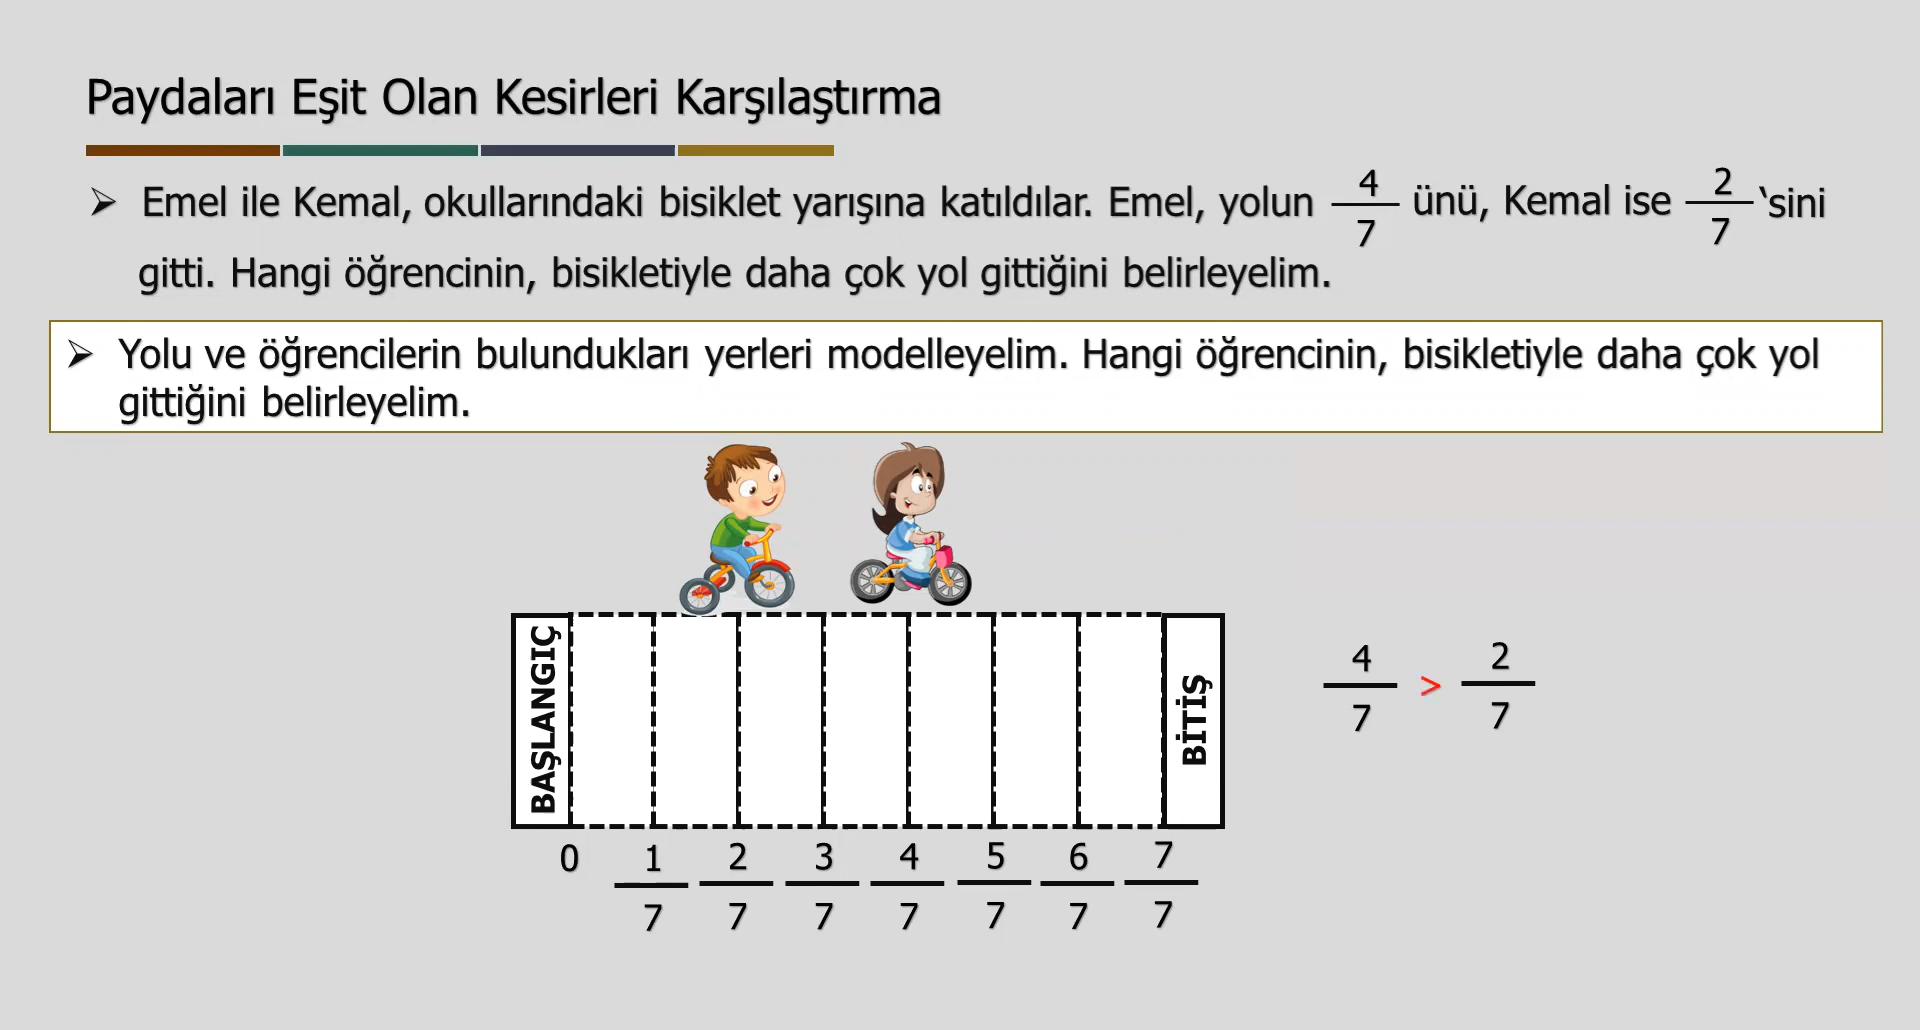 Paydaları Eşit Olan Kesirleri Karşılaştırma
➢ Emel ile Kemal, okullarındaki bisiklet yarışına katıldılar. Emel, yolun 4/7 ünü, Kemal ise 2/7 ‘sini
gitti. Hangi öğrencinin, bisikletiyle daha çok yol gittiğini belirleyelim.
➢ Yolu ve öğrencilerin bulundukları yerleri modelleyelim. Hangi öğrencinin, bisikletiyle daha çok yol
gittiğini belirleyelim.
BAŞLANGIÇ
BİTİŞ
4/7 > 2/7
0 1/7 2/7 3/7 4/7 5/7 6/7 7/7